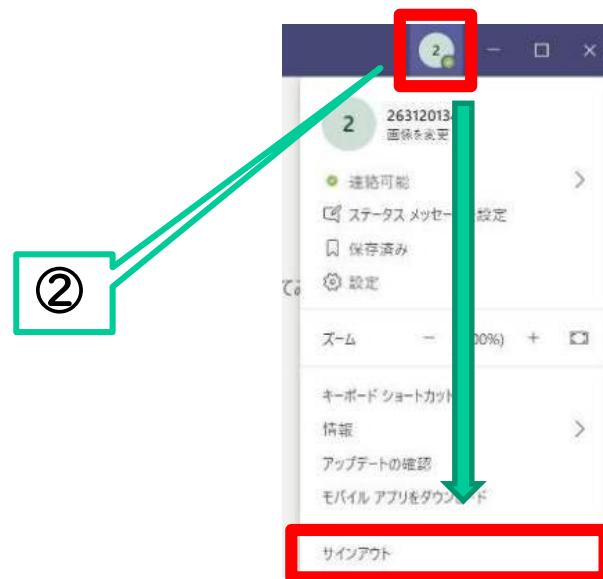 2
2
263120134
画像を変更
連絡可能
ステータス メッセー 設定
保存済み
②
設定
ズーム － 00%) +
キーボード ショートカット
情報
アップデートの確認
モバイル アプリをダウンロード
サインアウト